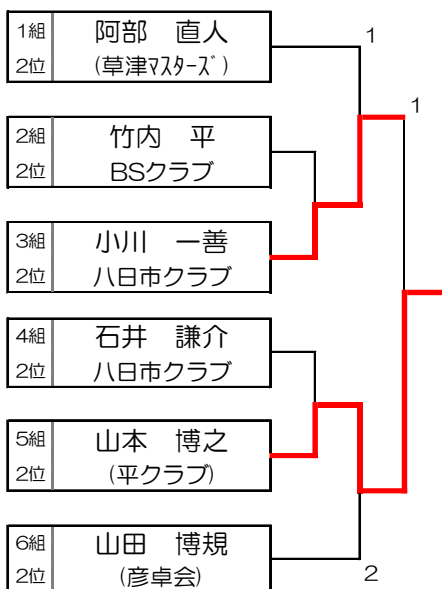 1組 阿部 直人
2位 (草津ﾏｽﾀｰｽﾞ)
1
1
2組 竹内 平
2位 BSクラブ
3組 小川 一善
2位 八日市クラブ
4組 石井 謙介
2位 八日市クラブ
5組 山本 博之
2位 (平クラブ)
6組 山田 博規
2位 (彦卓会)
2